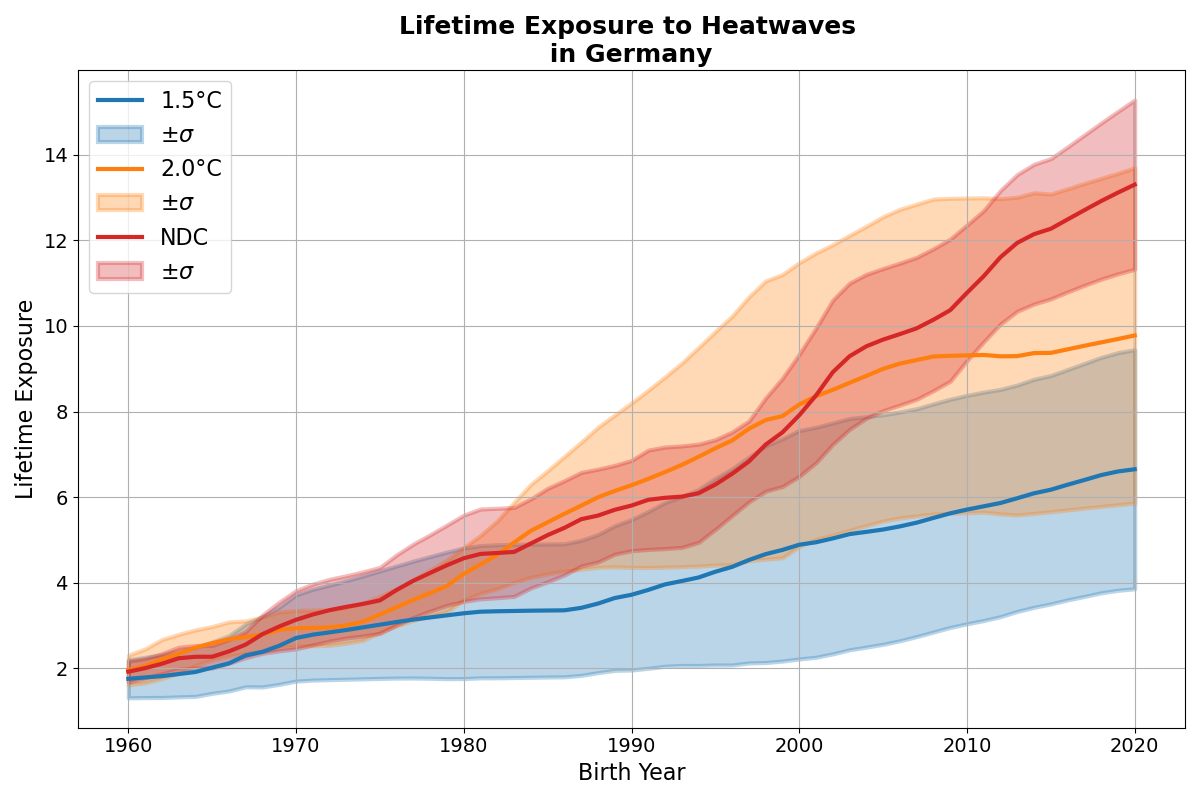 Lifetime Exposure to Heatwaves
in Germany
1.5°C
±σ
2.0°C
±σ
NDC
±σ
Lifetime Exposure
14
12
10
8
6
4
2
1960 1970 1980 1990 2000 2010 2020
Birth Year